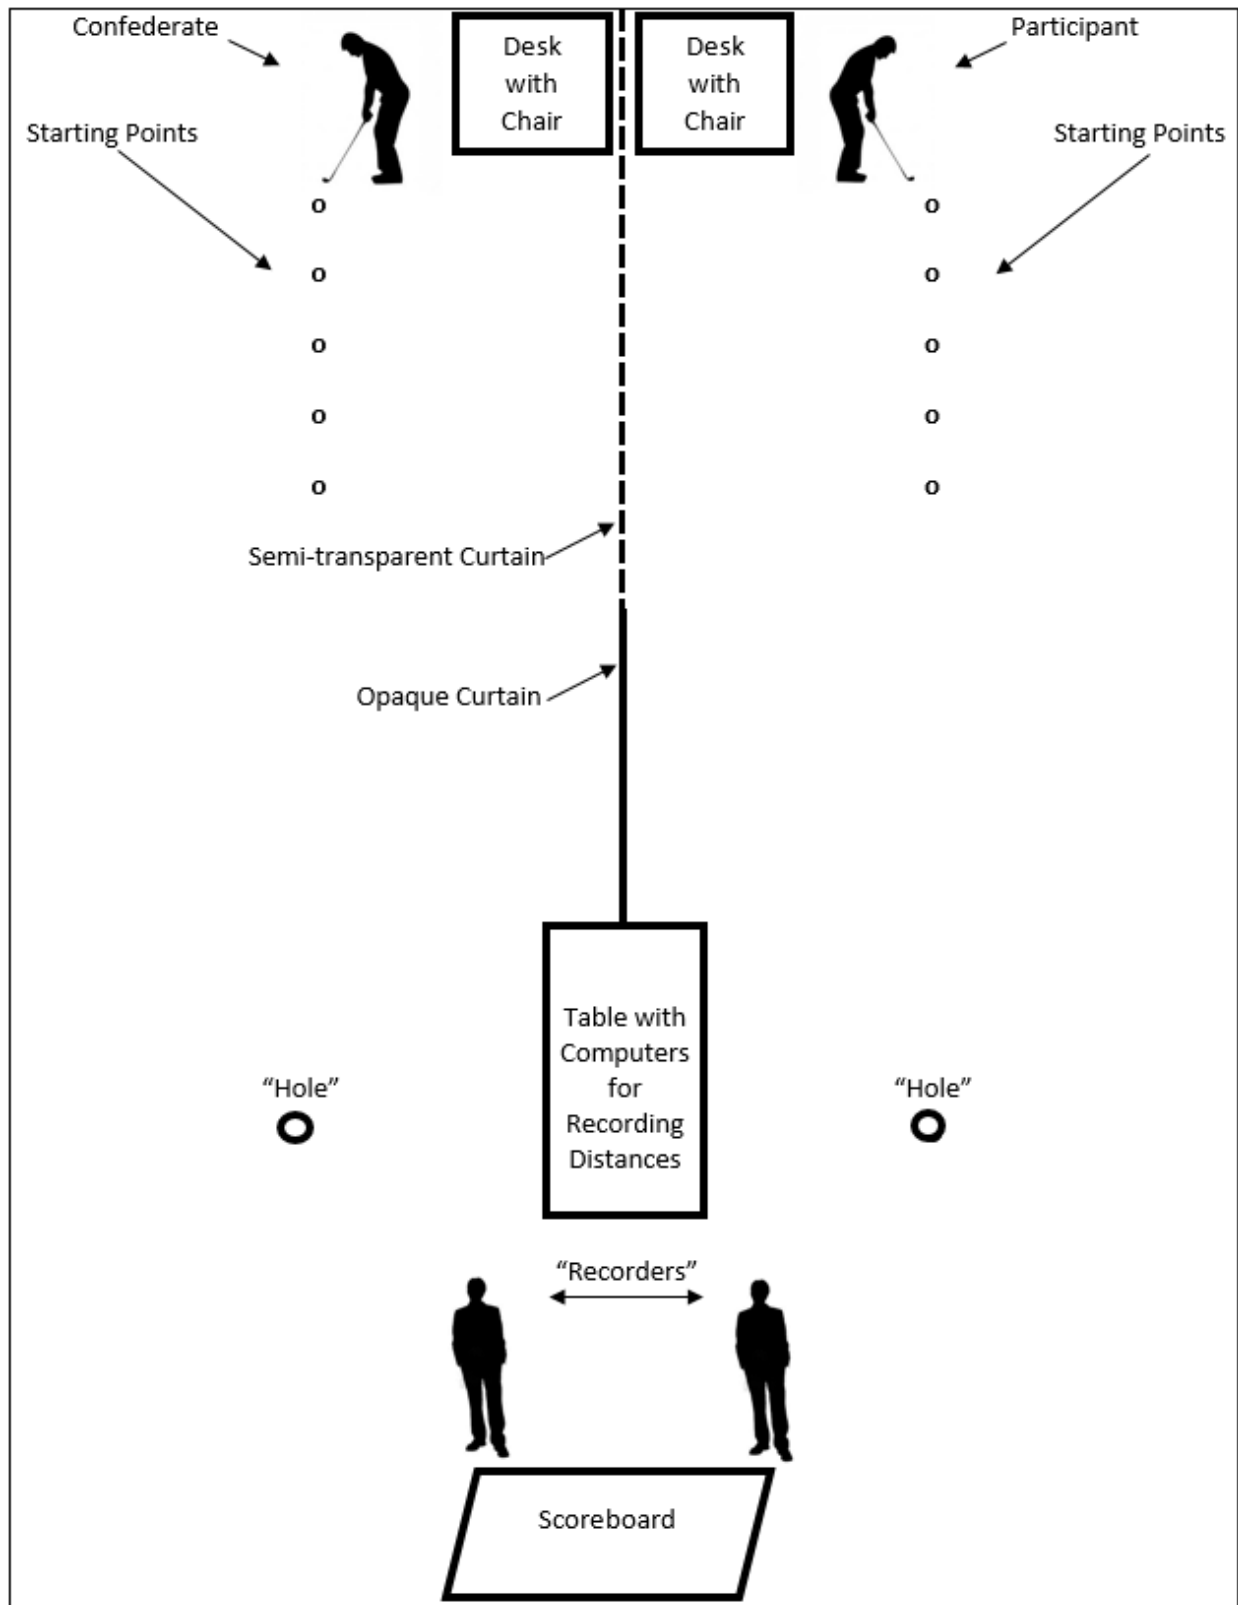 Confederate
Desk
with
Chair
Desk
with
Chair
Participant
Starting Points
Starting Points
o
o
o
o
o
o
o
o
o
o
Semi-transparent Curtain
Opaque Curtain
Table with
Computers
for
Recording
Distances
“Hole”
“Hole”
“Recorders”
Scoreboard